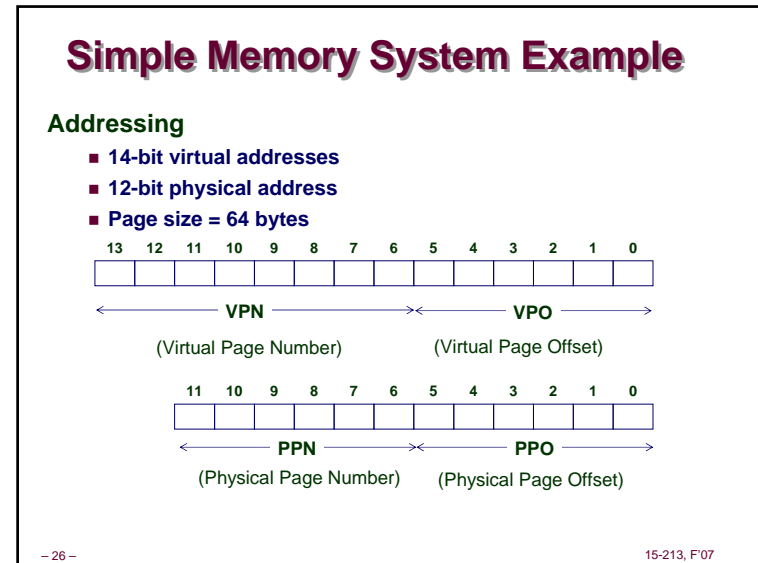 Simple Memory System Example
Addressing
■ 14-bit virtual addresses
■ 12-bit physical address
■ Page size = 64 bytes
13 12 11 10 9 8 7 6 5 4 3 2 1 0
VPN VPO
(Virtual Page Number) (Virtual Page Offset)
11 10 9 8 7 6 5 4 3 2 1 0
PPN PPO
(Physical Page Number) (Physical Page Offset)
– 26 – 15-213, F'07